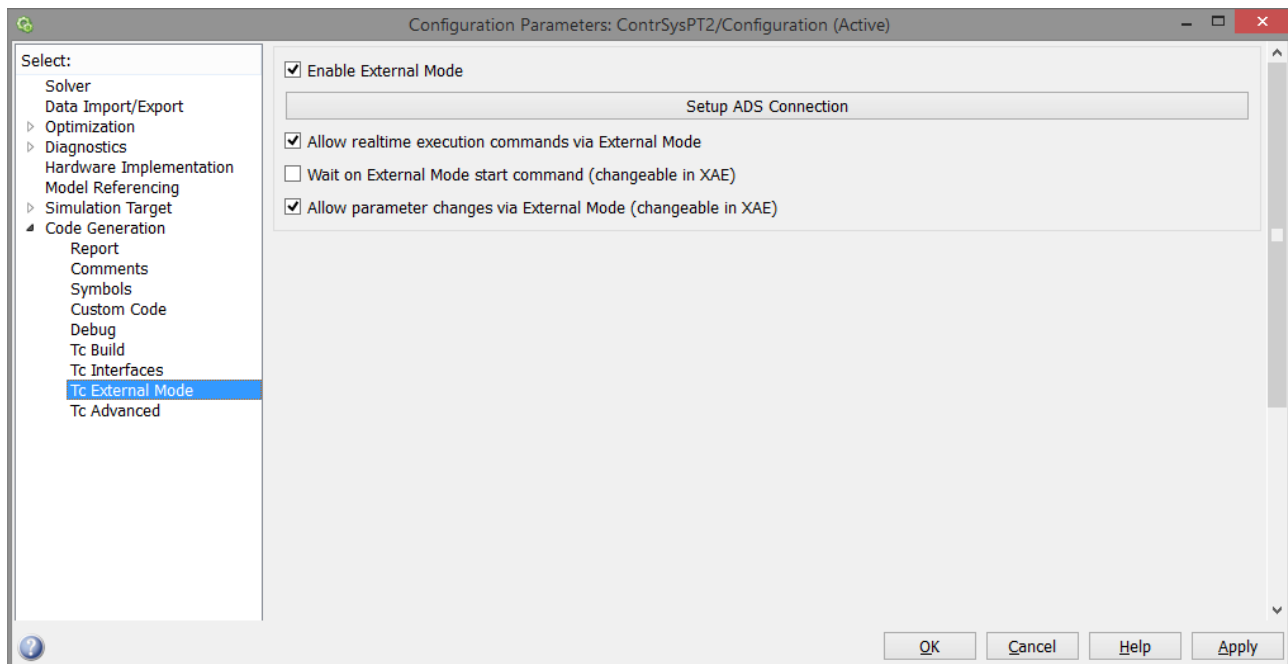 Configuration Parameters: ContrSysPT2/Configuration (Active)
Select:
Solver
Data Import/Export
Optimization
Diagnostics
Hardware Implementation
Model Referencing
Simulation Target
Code Generation
Report
Comments
Symbols
Custom Code
Debug
Tc Build
Tc Interfaces
Tc External Mode
Tc Advanced
Enable External Mode
Setup ADS Connection
Allow realtime execution commands via External Mode
Wait on External Mode start command (changeable in XAE)
Allow parameter changes via External Mode (changeable in XAE)
?
OK Cancel Help Apply